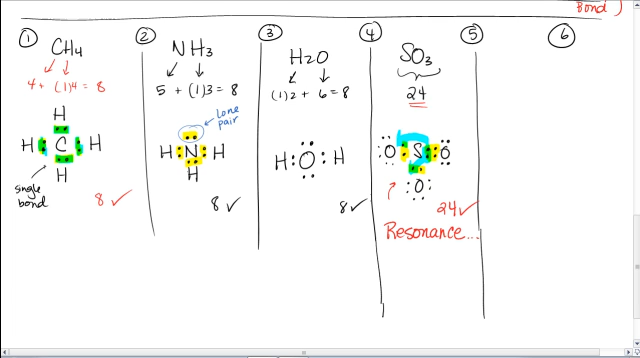 Bond )
① ② ③ ④ ⑤ ⑥
CH4
4 + (1)4 = 8
H
H : C : H
H
single
bond
8 ✓
NH3
5 + (1)3 = 8
lone
pair
H : N : H
H
8 ✓
H2O
(1)2 + 6 = 8
H : O : H
8 ✓
SO3
24
O S O
O
24 ✓
Resonance...